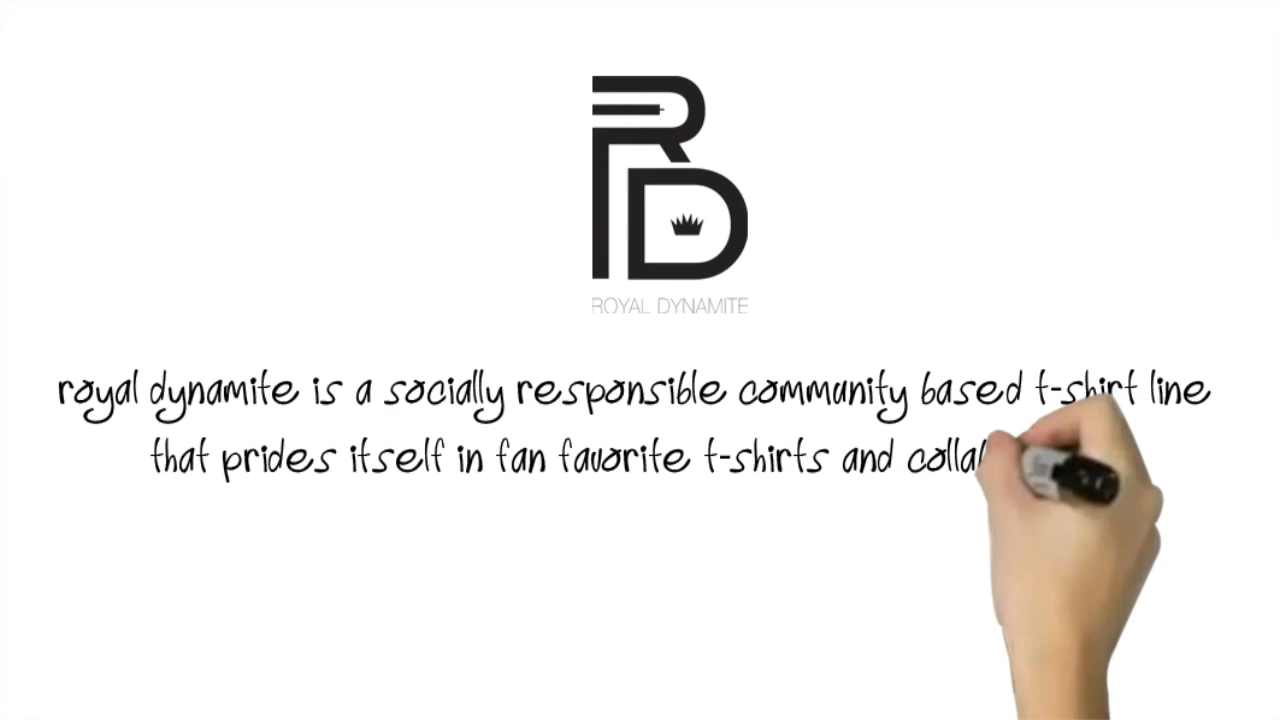 ROYAL DYNAMITE
royal dynamite is a socially responsible community based t-shirt line
that prides itself in fan favorite t-shirts and